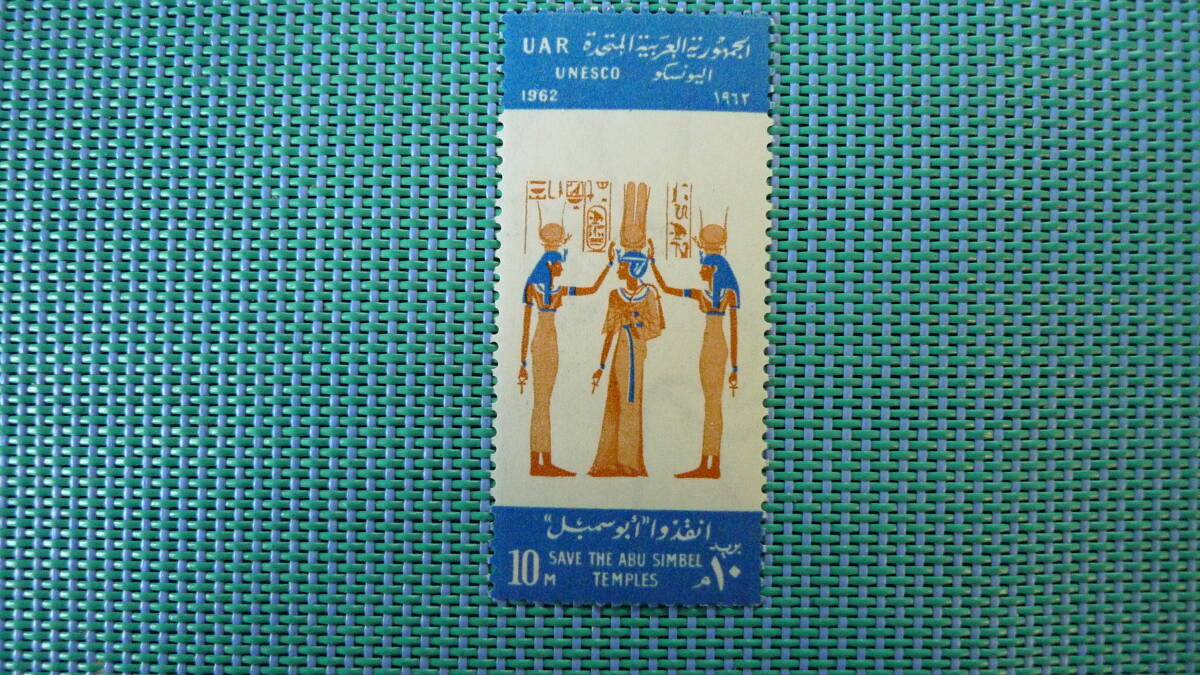 UAR الجمهورية العربية المتحدة
UNESCO اليونسكو
1962 ١٩٦٢
انقذوا "أبو سمبل"
10 M SAVE THE ABU SIMBEL TEMPLES بريد ١٠ م